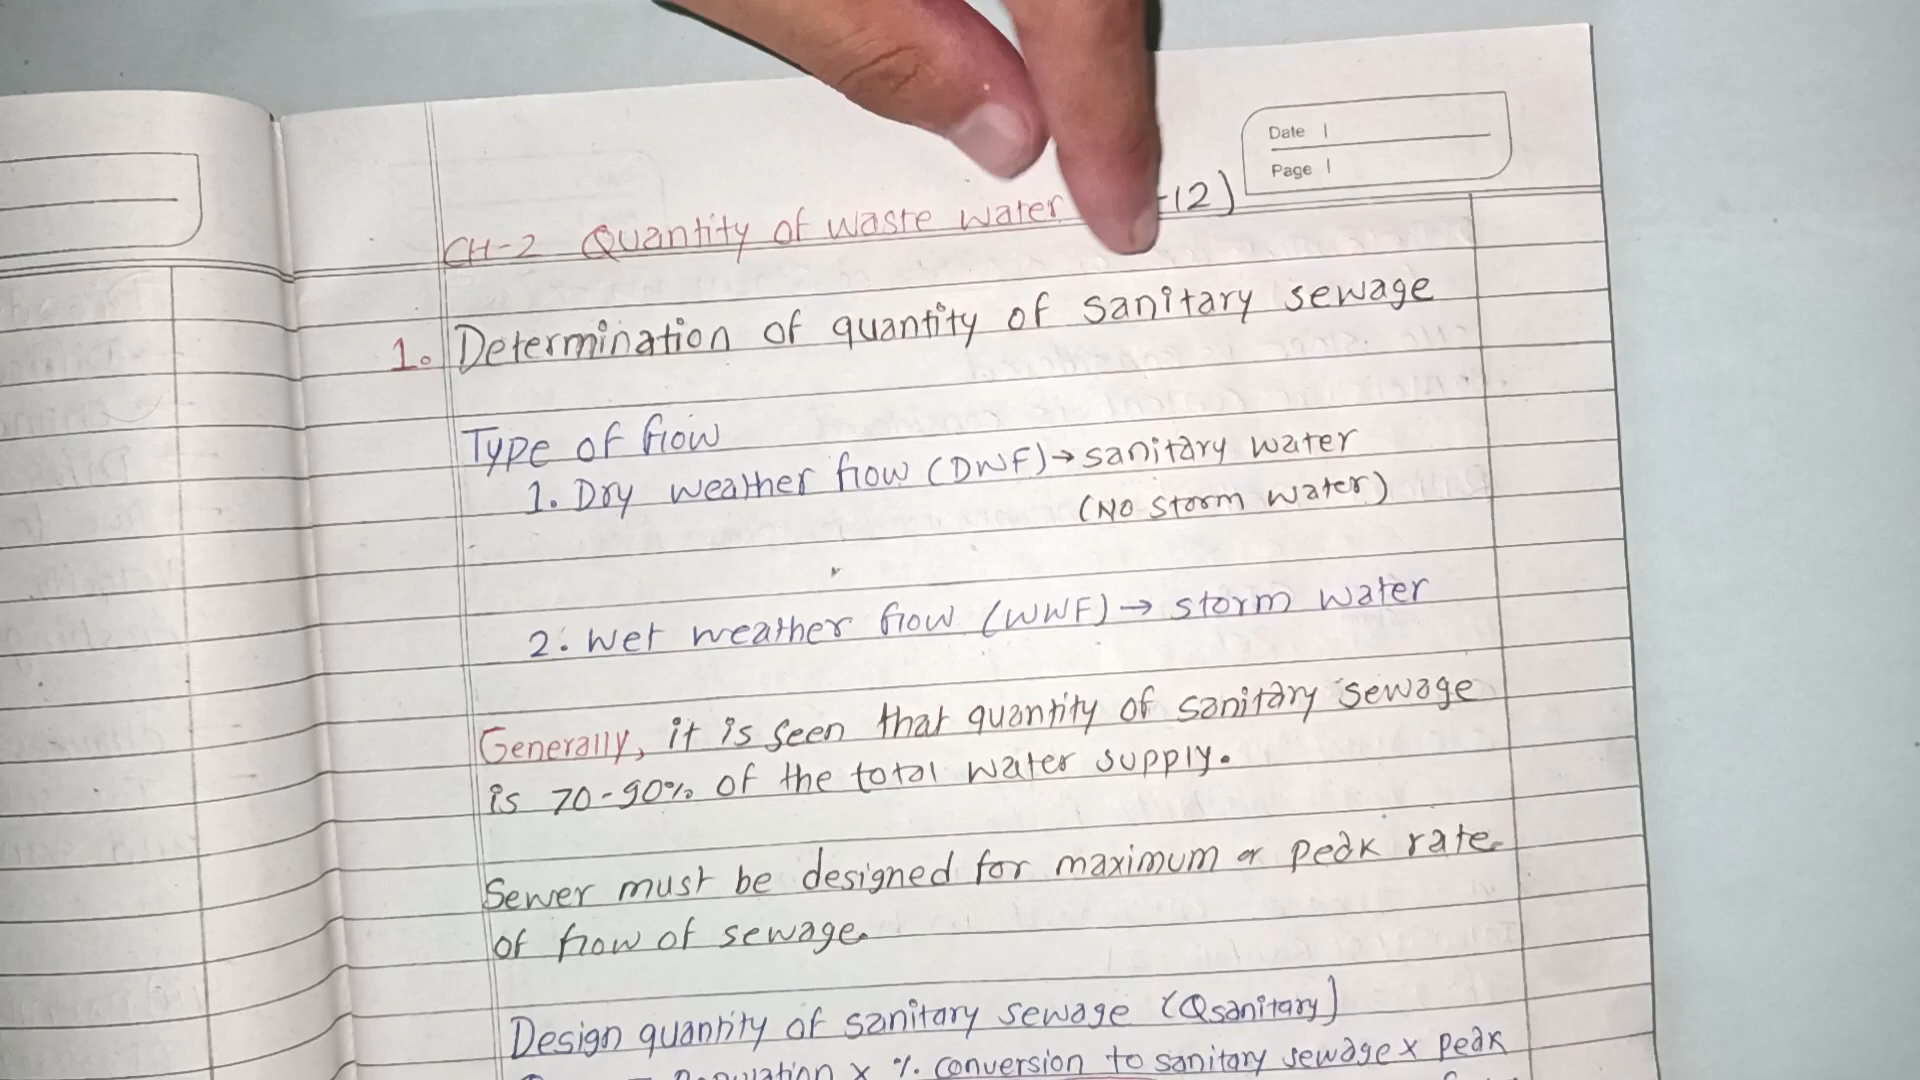 Date
Page
CH-2 Quantity of waste water -12)
1. Determination of quantity of sanitary sewage
Type of flow
1. Dry weather flow (DWF)→sanitary water
(No storm water)
2. Wet weather flow (WWF)→ storm water
Generally, it is seen that quantity of sanitary sewage
is 70-90% of the total water supply.
Sewer must be designed for maximum or peak rate
of flow of sewage.
Design quantity of sanitary sewage (Qsanitary)
x % conversion to sanitary sewage x peak